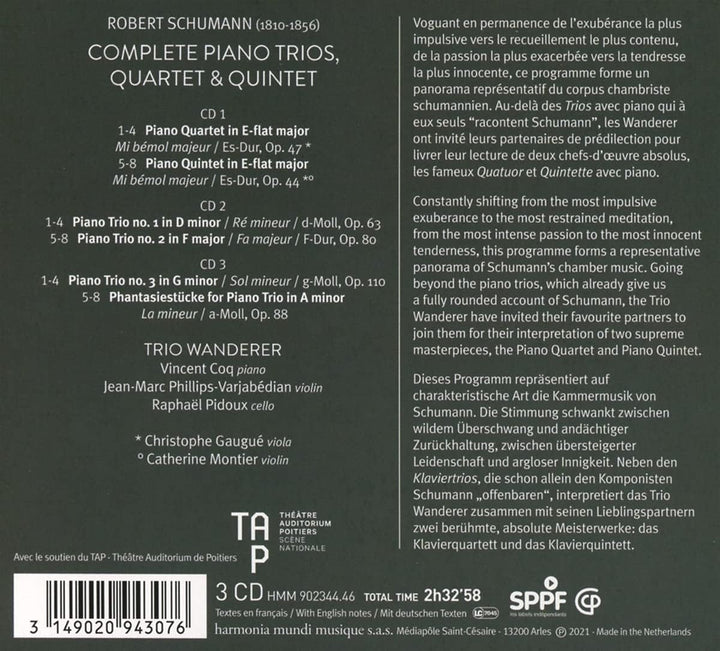 ROBERT SCHUMANN (1810-1856)
COMPLETE PIANO TRIOS,
QUARTET & QUINTET
CD 1
1-4 Piano Quartet in E-flat major
Mi bémol majeur / Es-Dur, Op. 47 *
5-8 Piano Quintet in E-flat major
Mi bémol majeur / Es-Dur, Op. 44 *°
CD 2
1-4 Piano Trio no. 1 in D minor / Ré mineur / d-Moll, Op. 63
5-8 Piano Trio no. 2 in F major / Fa majeur / F-Dur, Op. 80
CD 3
1-4 Piano Trio no. 3 in G minor / Sol mineur / g-Moll, Op. 110
5-8 Phantasiestücke for Piano Trio in A minor
La mineur / a-Moll, Op. 88
TRIO WANDERER
Vincent Coq piano
Jean-Marc Phillips-Varjabédian violin
Raphaël Pidoux cello
* Christophe Gaugué viola
° Catherine Montier violin
TAP
THÉÂTRE
AUDITORIUM
POITIERS
SCÈNE
NATIONALE
Avec le soutien du TAP - Théâtre Auditorium de Poitiers
Voguant en permanence de l'exubérance la plus
impulsive vers le recueillement le plus contenu,
de la passion la plus exacerbée vers la tendresse
la plus innocente, ce programme forme un
panorama représentatif du corpus chambriste
schumannien. Au-delà des Trios avec piano qui à
eux seuls “racontent Schumann”, les Wanderer
ont invité leurs partenaires de prédilection pour
livrer leur lecture de deux chefs-d'œuvre absolus,
les fameux Quatuor et Quintette avec piano.
Constantly shifting from the most impulsive
exuberance to the most restrained meditation,
from the most intense passion to the most innocent
tenderness, this programme forms a representative
panorama of Schumann's chamber music. Going
beyond the piano trios, which already give us
a fully rounded account of Schumann, the Trio
Wanderer have invited their favourite partners to
join them for their interpretation of two supreme
masterpieces, the Piano Quartet and Piano Quintet.
Dieses Programm repräsentiert auf
charakteristische Art die Kammermusik von
Schumann. Die Stimmung schwankt zwischen
wildem Überschwang und andächtiger
Zurückhaltung, zwischen übersteigerter
Leidenschaft und argloser Innigkeit. Neben den
Klaviertrios, die schon allein den Komponisten
Schumann „offenbaren“, interpretiert das Trio
Wanderer zusammen mit seinen Lieblingspartnern
zwei berühmte, absolute Meisterwerke: das
Klavierquartett und das Klavierquintett.
3 149020 943076
3 CD HMM 902344.46 TOTAL TIME 2h32'58
Textes en français / With English notes / Mit deutschen Texten LC 7045
harmonia mundi musique s.a.s. Médiapôle Saint-Césaire - 13200 Arles ℗ 2021 - Made in the Netherlands
SPPF
les labels indépendants